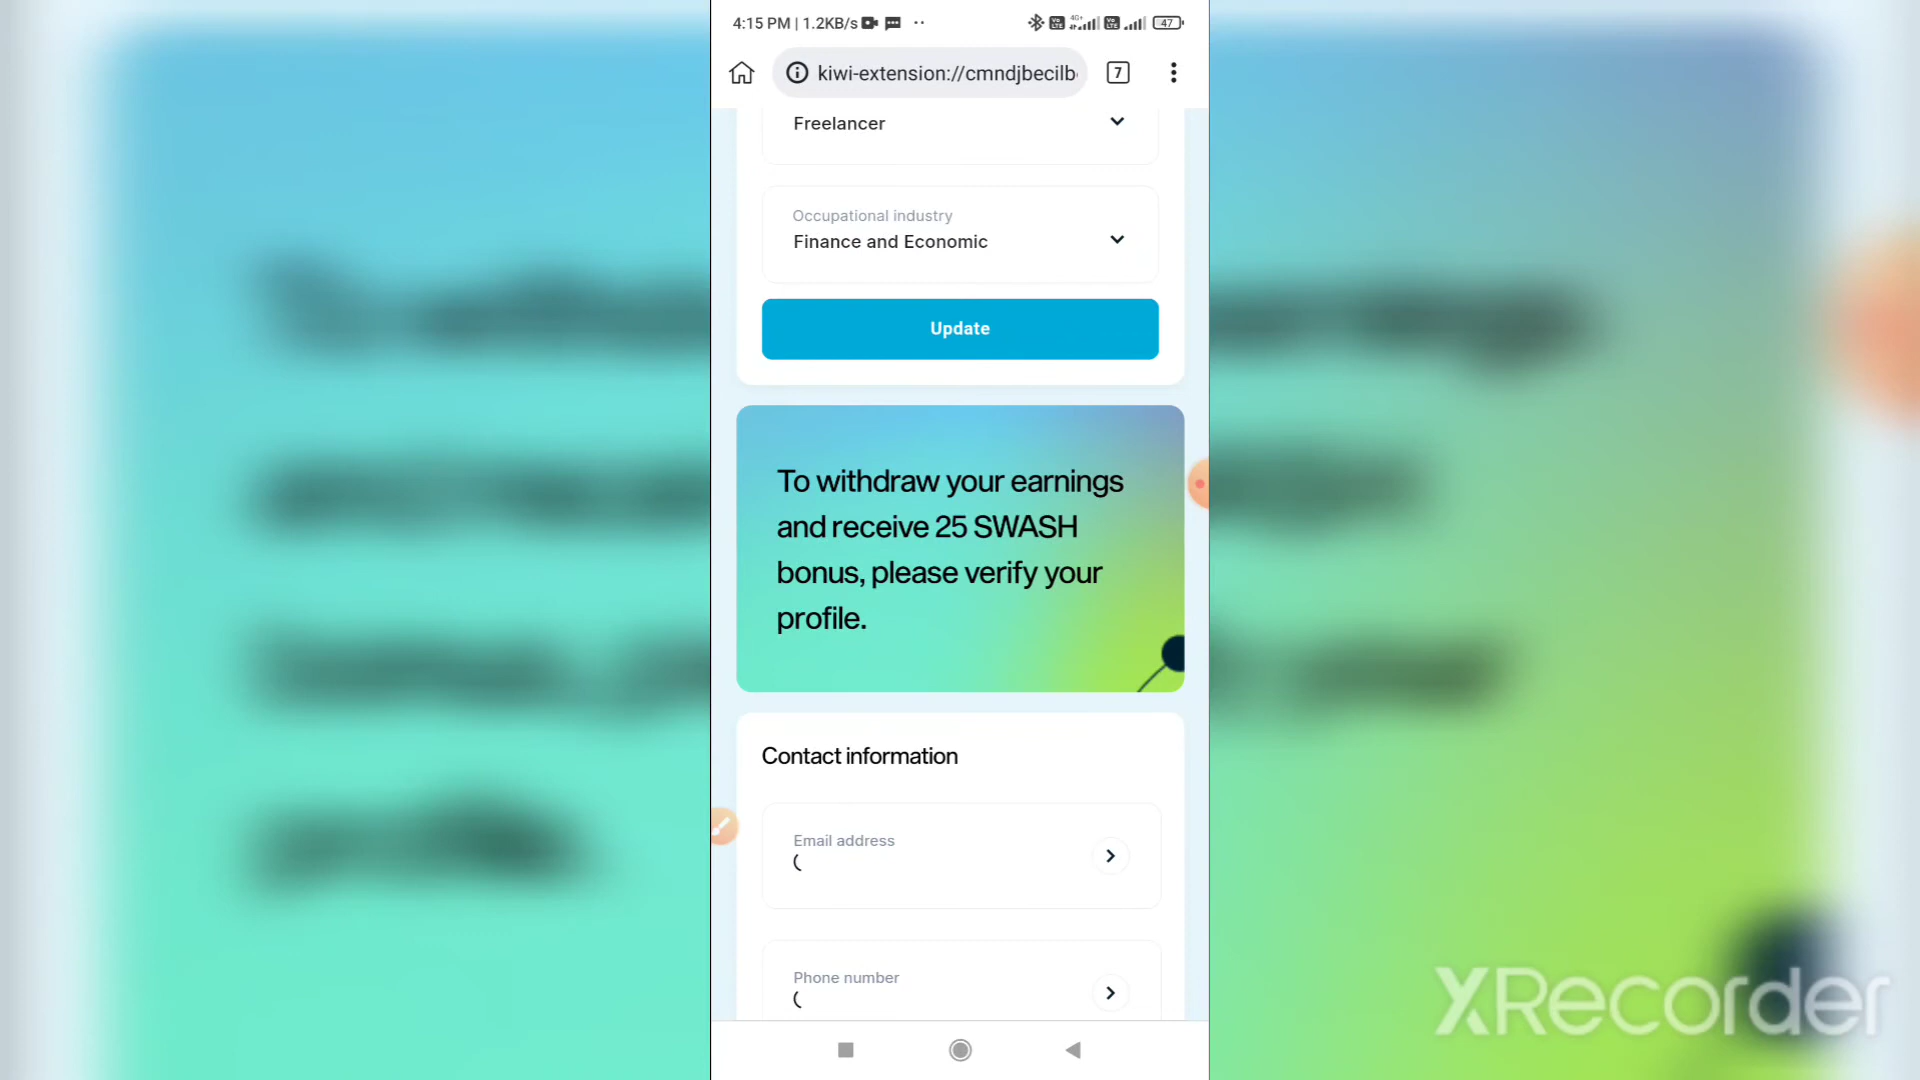 4:15 PM | 1.2KB/s
47
kiwi-extension://cmndjbecilb
7
Freelancer
Occupational industry
Finance and Economic
Update
To withdraw your earnings
and receive 25 SWASH
bonus, please verify your
profile.
Contact information
Email address
(
Phone number
(
XRecorder